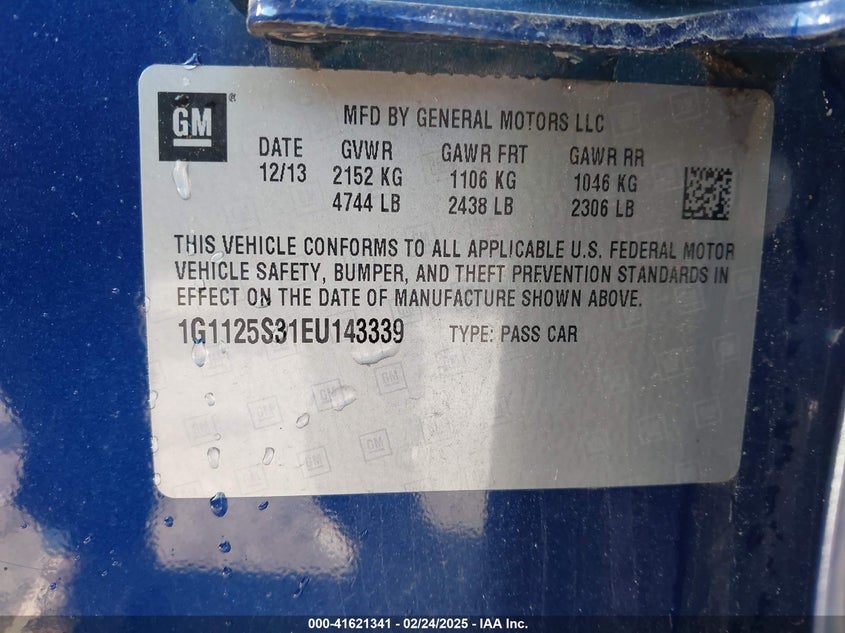 GM ®
MFD BY GENERAL MOTORS LLC
DATE GVWR GAWR FRT GAWR RR
12/13 2152 KG 1106 KG 1046 KG
4744 LB 2438 LB 2306 LB
THIS VEHICLE CONFORMS TO ALL APPLICABLE U.S. FEDERAL MOTOR
VEHICLE SAFETY, BUMPER, AND THEFT PREVENTION STANDARDS IN
EFFECT ON THE DATE OF MANUFACTURE SHOWN ABOVE.
1G1125S31EU143339 TYPE: PASS CAR
000-41621341 - 02/24/2025 - IAA Inc.